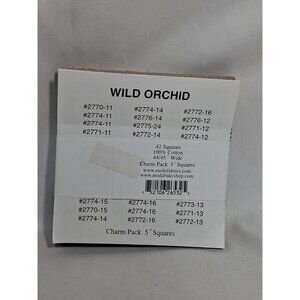 WILD ORCHID
#2770-11 #2774-14 #2772-16
#2774-11 #2776-14 #2776-12
#2774-11 #2775-24 #2771-12
#2771-11 #2772-14 #2774-12
42 Squares
100% Cotton
44/45" Wide
Charm Pack 5" Squares
www.modafabrics.com
www.modabakeshop.com
#2774-15 #2774-16 #2773-13
#2770-15 #2774-16 #2771-13
#2774-14 #2772-16 #2772-13
Charm Pack 5" Squares